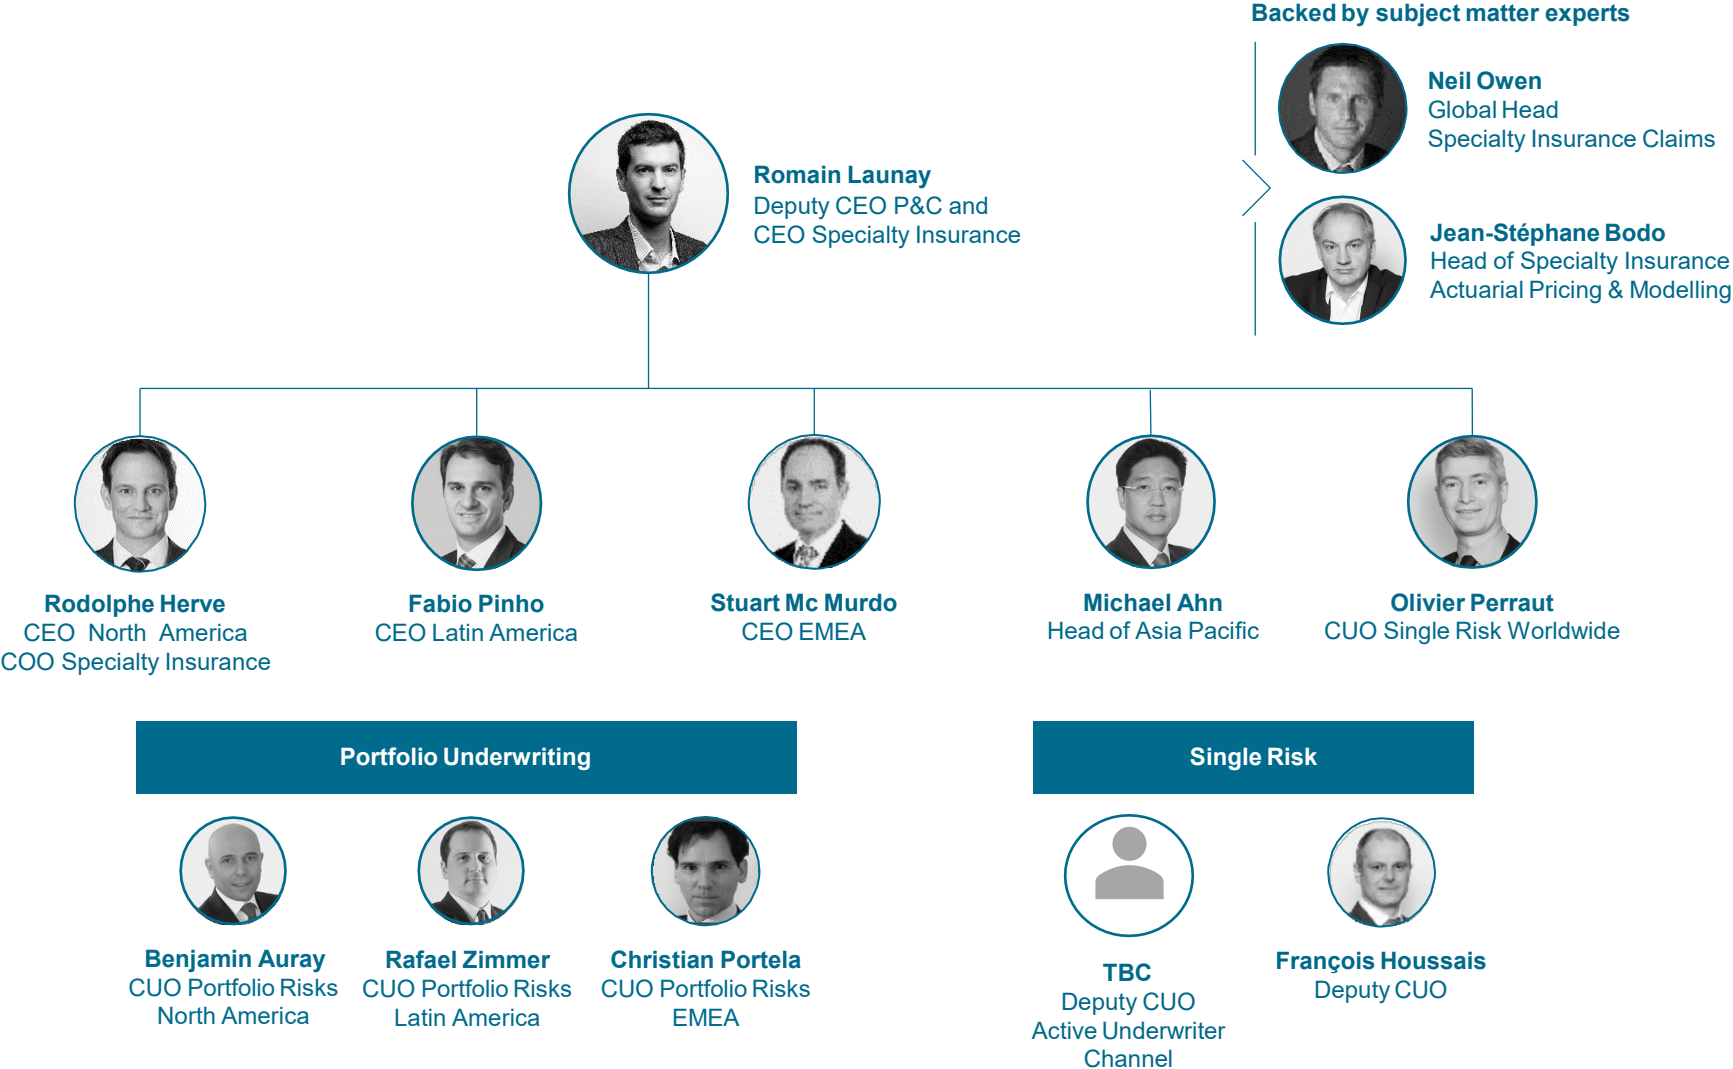 Backed by subject matter experts
Neil Owen
Global Head
Specialty Insurance Claims
Romain Launay
Deputy CEO P&C and
CEO Specialty Insurance
Jean-Stéphane Bodo
Head of Specialty Insurance
Actuarial Pricing & Modelling
Rodolphe Herve
CEO North America
COO Specialty Insurance
Fabio Pinho
CEO Latin America
Stuart Mc Murdo
CEO EMEA
Michael Ahn
Head of Asia Pacific
Olivier Perraut
CUO Single Risk Worldwide
Portfolio Underwriting
Single Risk
Benjamin Auray
CUO Portfolio Risks
North America
Rafael Zimmer
CUO Portfolio Risks
Latin America
Christian Portela
CUO Portfolio Risks
EMEA
TBC
Deputy CUO
Active Underwriter
Channel
François Houssais
Deputy CUO